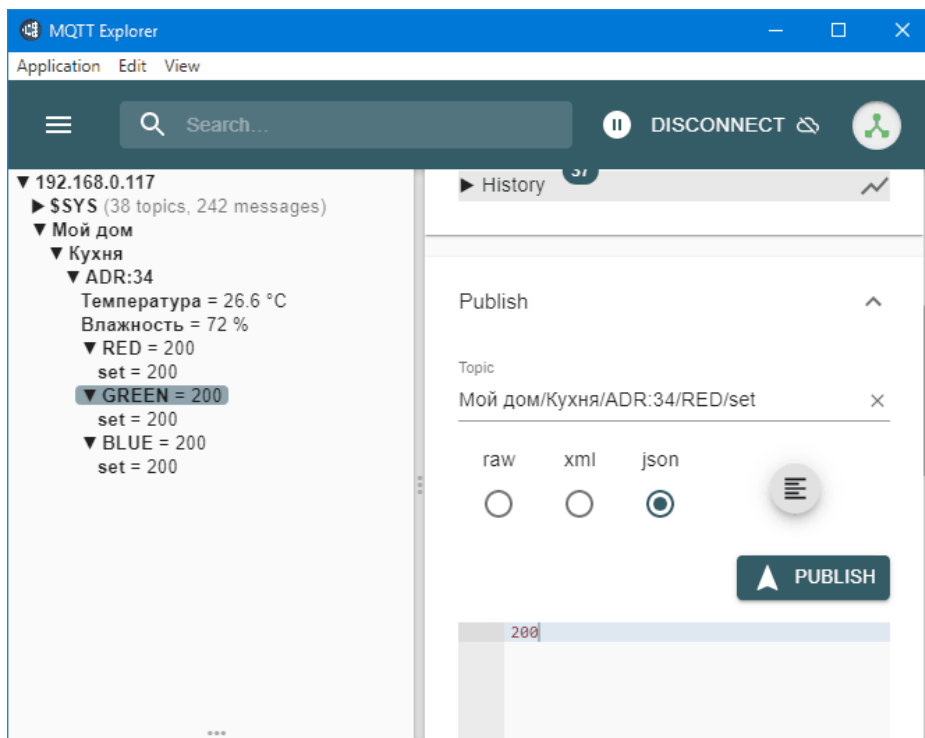 MQTT Explorer
Application Edit View
Search...
DISCONNECT
▼ 192.168.0.117
▶ $SYS (38 topics, 242 messages)
▼ Мой дом
▼ Кухня
▼ ADR:34
Температура = 26.6 °C
Влажность = 72 %
▼ RED = 200
set = 200
▼ GREEN = 200
set = 200
▼ BLUE = 200
set = 200
37
▶ History
Publish
Topic
Мой дом/Кухня/ADR:34/RED/set
raw xml json
PUBLISH
200